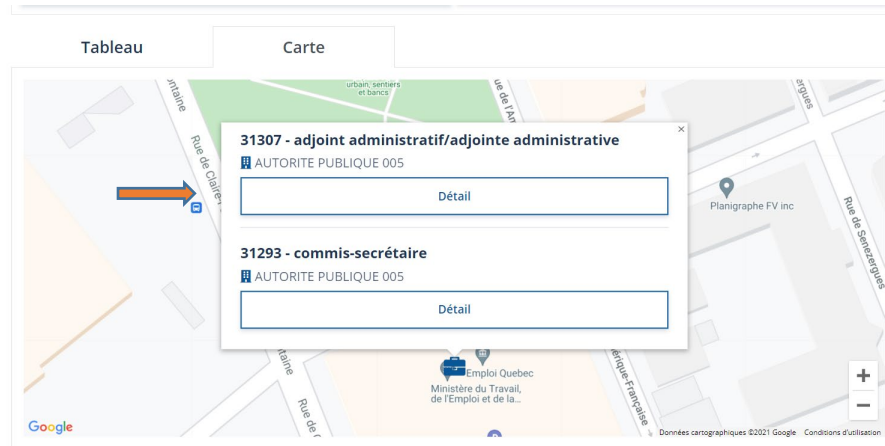 Tableau
Carte
urbain, sentiers
et bancs
31307 - adjoint administratif/adjointe administrative
×
AUTORITE PUBLIQUE 005
Détail
31293 - commis-secrétaire
AUTORITE PUBLIQUE 005
Détail
Planigraphe FV inc
Rue de Senezergues
Emploi Quebec
Ministère du Travail,
de l'Emploi et de la...
+
−
Google
Données cartographiques ©2021 Google
Conditions d'utilisation